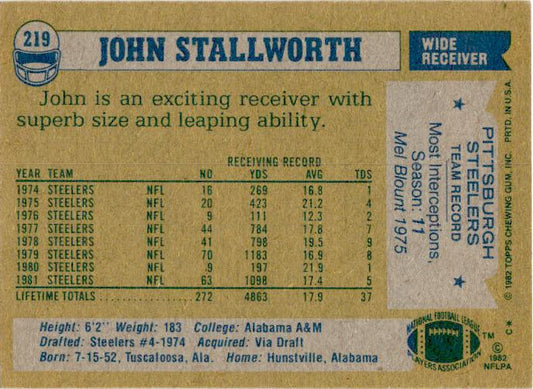 219
JOHN STALLWORTH
WIDE
RECEIVER
John is an exciting receiver with
superb size and leaping ability.
RECEIVING RECORD
YEAR TEAM NO YDS AVG TDS
1974 STEELERS NFL 16 269 16.8 1
1975 STEELERS NFL 20 423 21.2 4
1976 STEELERS NFL 9 111 12.3 2
1977 STEELERS NFL 44 784 17.8 7
1978 STEELERS NFL 41 798 19.5 9
1979 STEELERS NFL 70 1183 16.9 8
1980 STEELERS NFL 9 197 21.9 1
1981 STEELERS NFL 63 1098 17.4 5
LIFETIME TOTALS 272 4863 17.9 37
Height: 6'2" Weight: 183 College: Alabama A&M
Drafted: Steelers #4-1974 Acquired: Via Draft
Born: 7-15-52, Tuscaloosa, Ala. Home: Hunstville, Alabama
PITTSBURGH
STEELERS
TEAM RECORD
Most Interceptions,
Season: 11
Mel Blount 1975
© 1982 TOPPS CHEWING GUM, INC. PRTD. IN U.S.A.
C*
NATIONAL FOOTBALL LEAGUE
PLAYERS ASSOCIATION
TM
©
1982
NFLPA